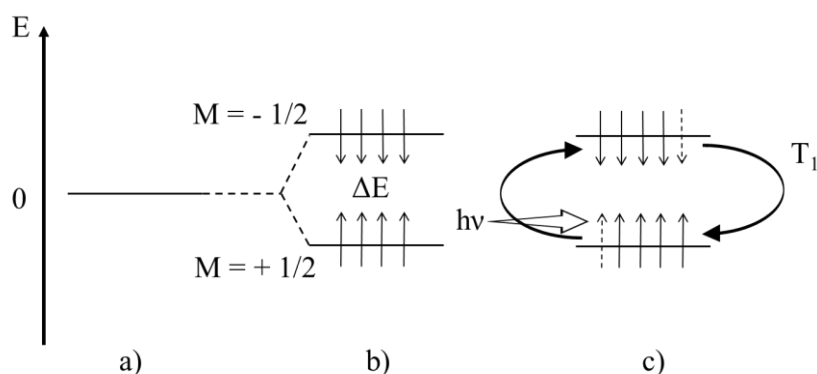 E
M = - 1/2
T1
ΔE
0
hν
M = + 1/2
a)
b)
c)